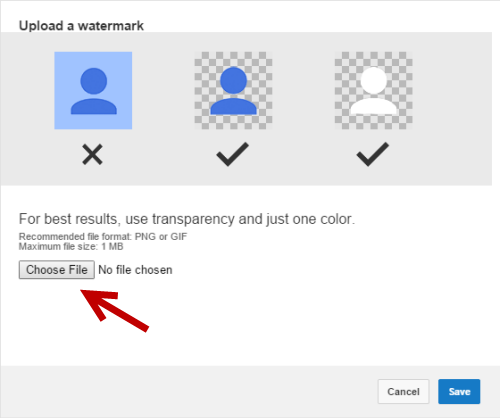 Upload a watermark
For best results, use transparency and just one color.
Recommended file format: PNG or GIF
Maximum file size: 1 MB
Choose File No file chosen
Cancel Save